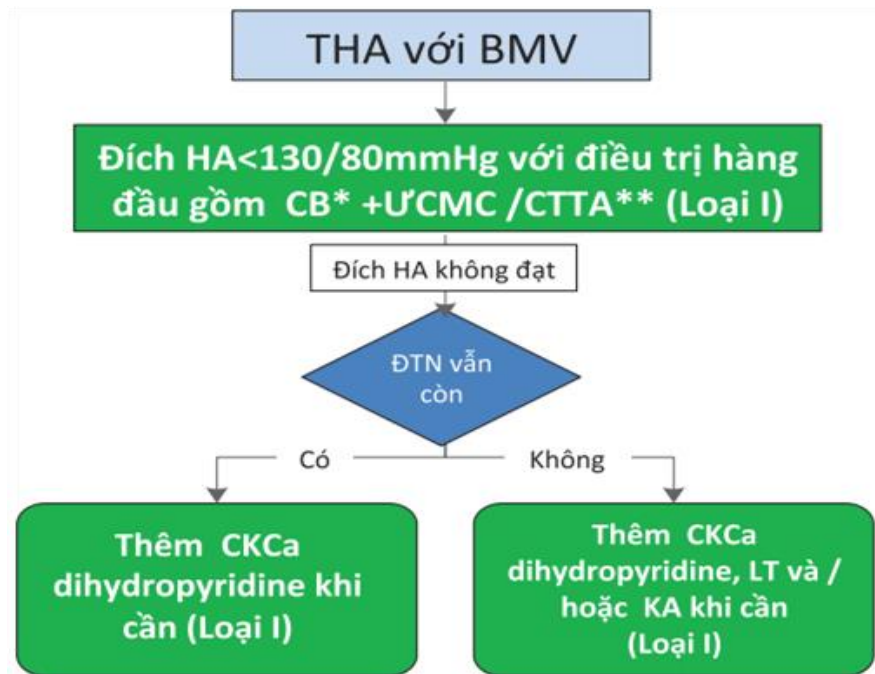 THA với BMV
Đích HA<130/80mmHg với điều trị hàng
đầu gồm CB* +ƯCMC /CTTA** (Loại I)
Đích HA không đạt
ĐTN vẫn
còn
Có
Không
Thêm CKCa
dihydropyridine khi
cần (Loại I)
Thêm CKCa
dihydropyridine, LT và /
hoặc KA khi cần
(Loại I)